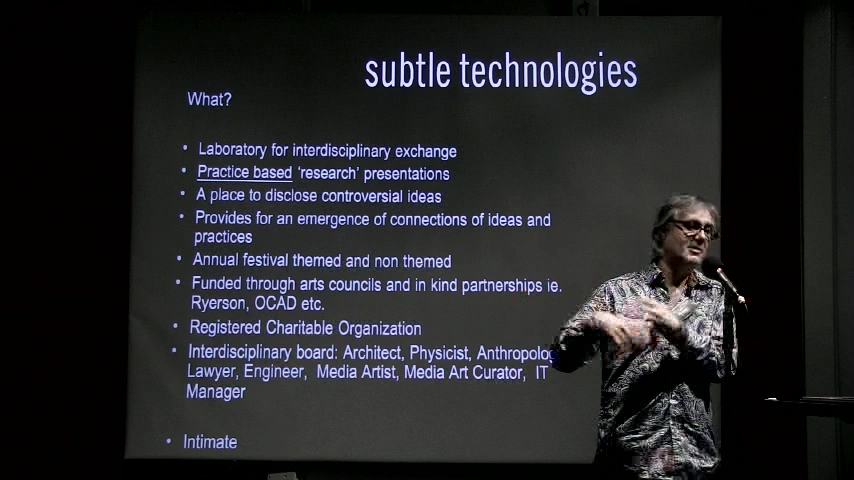 subtle technologies
What?
• Laboratory for interdisciplinary exchange
• Practice based 'research' presentations
• A place to disclose controversial ideas
• Provides for an emergence of connections of ideas and
practices
• Annual festival themed and non themed
• Funded through arts councils and in kind partnerships ie.
Ryerson, OCAD etc.
• Registered Charitable Organization
• Interdisciplinary board: Architect, Physicist, Anthropolog
Lawyer, Engineer, Media Artist, Media Art Curator, IT
Manager
• Intimate